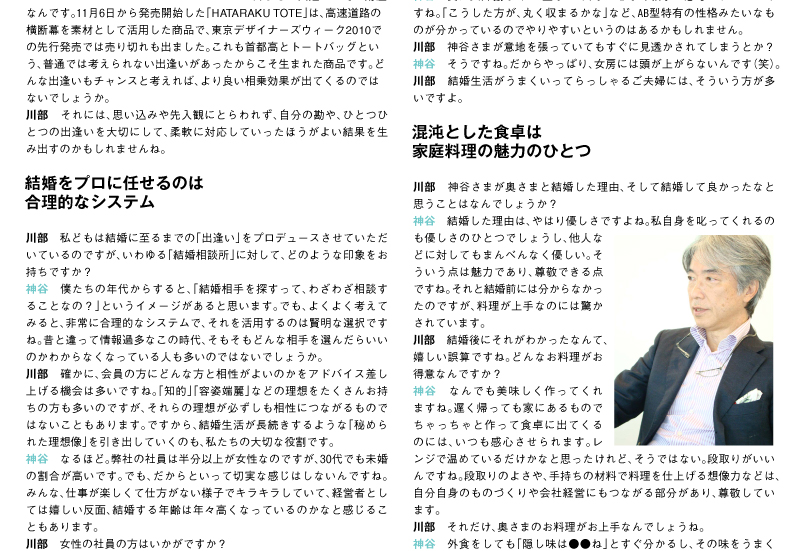 なんです。11月6日から発売開始した「HATARAKU TOTE」は、高速道路の
横断幕を素材として活用した商品で、東京デザイナーズウィーク2010で
の先行発売では売り切れも出ました。これも首都高とトートバッグとい
う、普通では考えられない出逢いがあったからこそ生まれた商品です。ど
んな出逢いもチャンスと考えれば、より良い相乗効果が出てくるのでは
ないでしょうか。
川部　それには、思い込みや先入観にとらわれず、自分の勘や、ひとつひ
とつの出逢いを大切にして、柔軟に対応していったほうがよい結果を生
み出すのかもしれませんね。
結婚をプロに任せるのは
合理的なシステム
川部　私どもは結婚に至るまでの「出逢い」をプロデュースさせていただ
いているのですが、いわゆる「結婚相談所」に対して、どのような印象をお
持ちですか？
神谷　僕たちの年代からすると、「結婚相手を探すって、わざわざ相談す
ることなの？」というイメージがあると思います。でも、よくよく考えて
みると、非常に合理的なシステムで、それを活用するのは賢明な選択です
ね。昔と違って情報過多なこの時代、そもそもどんな相手を選んだらいい
のかわからなくなっている人も多いのではないでしょうか。
川部　確かに、会員の方にどんな方と相性がよいのかをアドバイス差し
上げる機会は多いですね。「知的」「容姿端麗」などの理想をたくさんお持
ちの方も多いのですが、それらの理想が必ずしも相性につながるもので
はないこともあります。ですから、結婚生活が長続きするような「秘めら
れた理想像」を引き出していくのも、私たちの大切な役割です。
神谷　なるほど。弊社の社員は半分以上が女性なのですが、30代でも未婚
の割合が高いです。でも、だからといって切実な感じはしないんですね。
みんな、仕事が楽しくて仕方がない様子でキラキラしていて、経営者とし
ては嬉しい反面、結婚する年齢は年々高くなっているのかなと感じるこ
ともあります。
川部　女性の社員の方はいかがですか？
すね。「こうした方が、丸く収まるかな」など、AB型特有の性格みたいなも
のが分かっているのでやりやすいというのはあるかもしれません。
川部　神谷さまが意地を張っていてもすぐに見透かされてしまうとか？
神谷　そうですね。だからやっぱり、女房には頭が上がらないんです（笑）。
川部　結婚生活がうまくいってらっしゃるご夫婦には、そういう方が多
いですよ。
混沌とした食卓は
家庭料理の魅力のひとつ
川部　神谷さまが奥さまと結婚した理由、そして結婚して良かったなと
思うことはなんでしょうか？
神谷　結婚した理由は、やはり優しさですよね。私自身を叱ってくれるの
も優しさのひとつでしょうし、他人な
どに対してもまんべんなく優しい。そ
ういう点は魅力であり、尊敬できる点
ですね。それと結婚前には分からなかっ
たのですが、料理が上手なのには驚か
されています。
川部　結婚後にそれがわかったなんて、
嬉しい誤算ですね。どんなお料理がお
得意なんですか？
神谷　なんでも美味しく作ってくれ
ますね。遅く帰っても家にあるもので
ちゃっちゃと作って食卓に出てくる
のには、いつも感心させられます。レ
ンジで温めているだけかなと思ったけれど、そうではない。段取りがいい
んですね。段取りのよさや、手持ちの材料で料理を仕上げる想像力などは、
自分自身のものづくりや会社経営にもつながる部分があり、尊敬してい
ます。
川部　それだけ、奥さまのお料理がお上手なんでしょうね。
神谷　外食をしても「隠し味は●●ね」とすぐ分かるし、その味をうまく